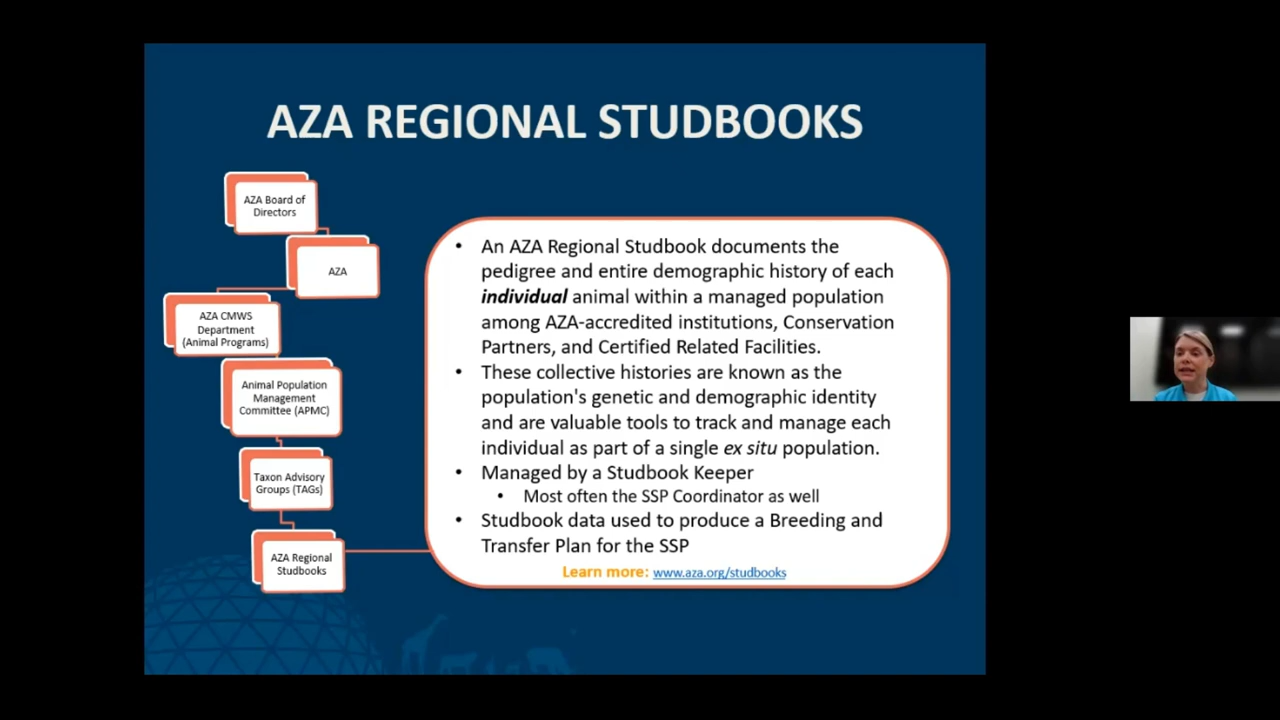 AZA REGIONAL STUDBOOKS
AZA Board of
Directors
AZA
AZA CMWS
Department
(Animal Programs)
Animal Population
Management
Committee (APMC)
Taxon Advisory
Groups (TAGs)
AZA Regional
Studbooks
• An AZA Regional Studbook documents the
pedigree and entire demographic history of each
individual animal within a managed population
among AZA-accredited institutions, Conservation
Partners, and Certified Related Facilities.
• These collective histories are known as the
population's genetic and demographic identity
and are valuable tools to track and manage each
individual as part of a single ex situ population.
• Managed by a Studbook Keeper
• Most often the SSP Coordinator as well
• Studbook data used to produce a Breeding and
Transfer Plan for the SSP
Learn more: www.aza.org/studbooks